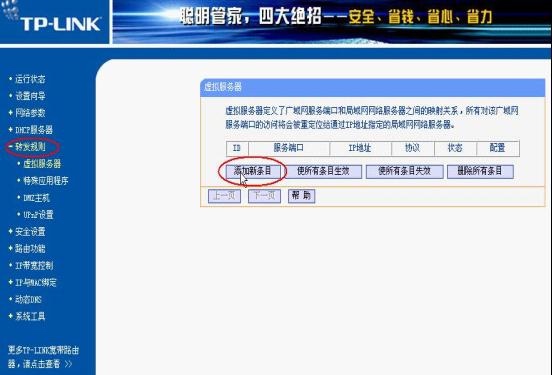 TP-LINK
聪明管家，四大绝招——安全、省钱、省心、省力
• 运行状态
• 设置向导
+ 网络参数
+ DHCP服务器
- 转发规则
• 虚拟服务器
• 特殊应用程序
• DMZ主机
• UPnP设置
+ 安全设置
+ 路由功能
• IP带宽控制
+ IP与MAC绑定
• 动态DNS
+ 系统工具
更多TP-LINK宽带路由
器，请点击查看 >>
虚拟服务器
虚拟服务器定义了广域网服务端口和局域网网络服务器之间的映射关系，所有对该广域网
服务端口的访问将会被重定位给通过IP地址指定的局域网网络服务器。
ID 服务端口 IP地址 协议 状态 配置
添加新条目 使所有条目生效 使所有条目失效 删除所有条目
上一页 下一页 帮 助